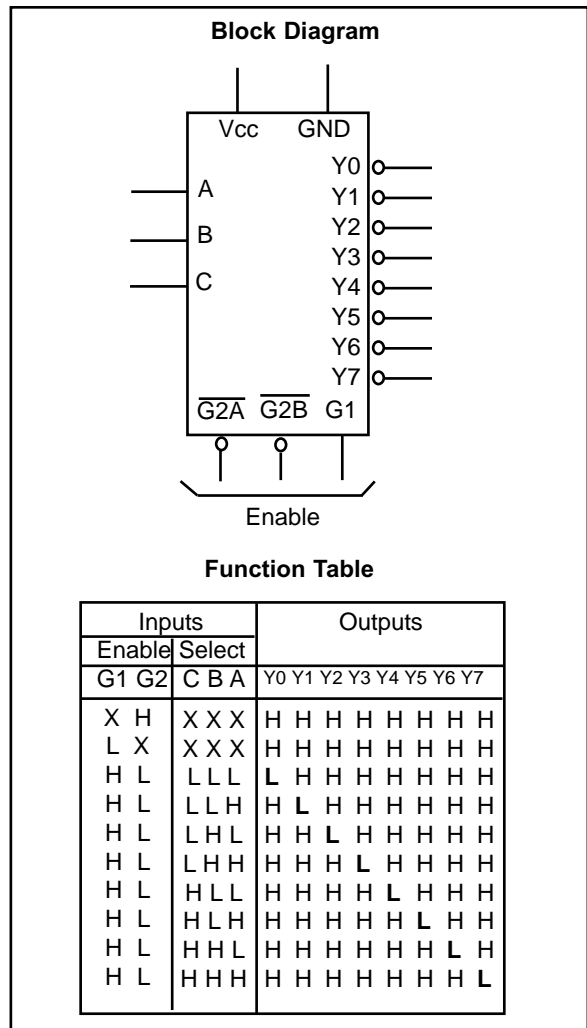 Block Diagram
Vcc GND
Y0
A
Y1
Y2
B
Y3
C
Y4
Y5
Y6
Y7
G2A G2B G1
Enable
Function Table
Inputs Outputs
Enable Select
G1 G2 C B A Y0 Y1 Y2 Y3 Y4 Y5 Y6 Y7
X H X X X H H H H H H H H
L X X X X H H H H H H H H
H L L L L L H H H H H H H
H L L L H H L H H H H H H
H L L H L H H L H H H H H
H L L H H H H H L H H H H
H L H L L H H H H L H H H
H L H L H H H H H H L H H
H L H H L H H H H H H L H
H L H H H H H H H H H H L